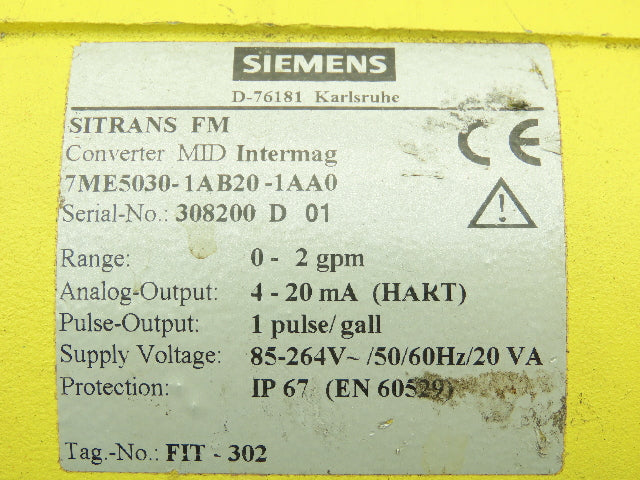 SIEMENS
D-76181 Karlsruhe
SITRANS FM
Converter MID Intermag
7ME5030-1AB20-1AA0
Serial-No.: 308200 D 01
CE
Range: 0 - 2 gpm
Analog-Output: 4 - 20 mA (HART)
Pulse-Output: 1 pulse/gall
Supply Voltage: 85-264V~ /50/60Hz/20 VA
Protection: IP 67 (EN 60529)
Tag.-No.: FIT - 302